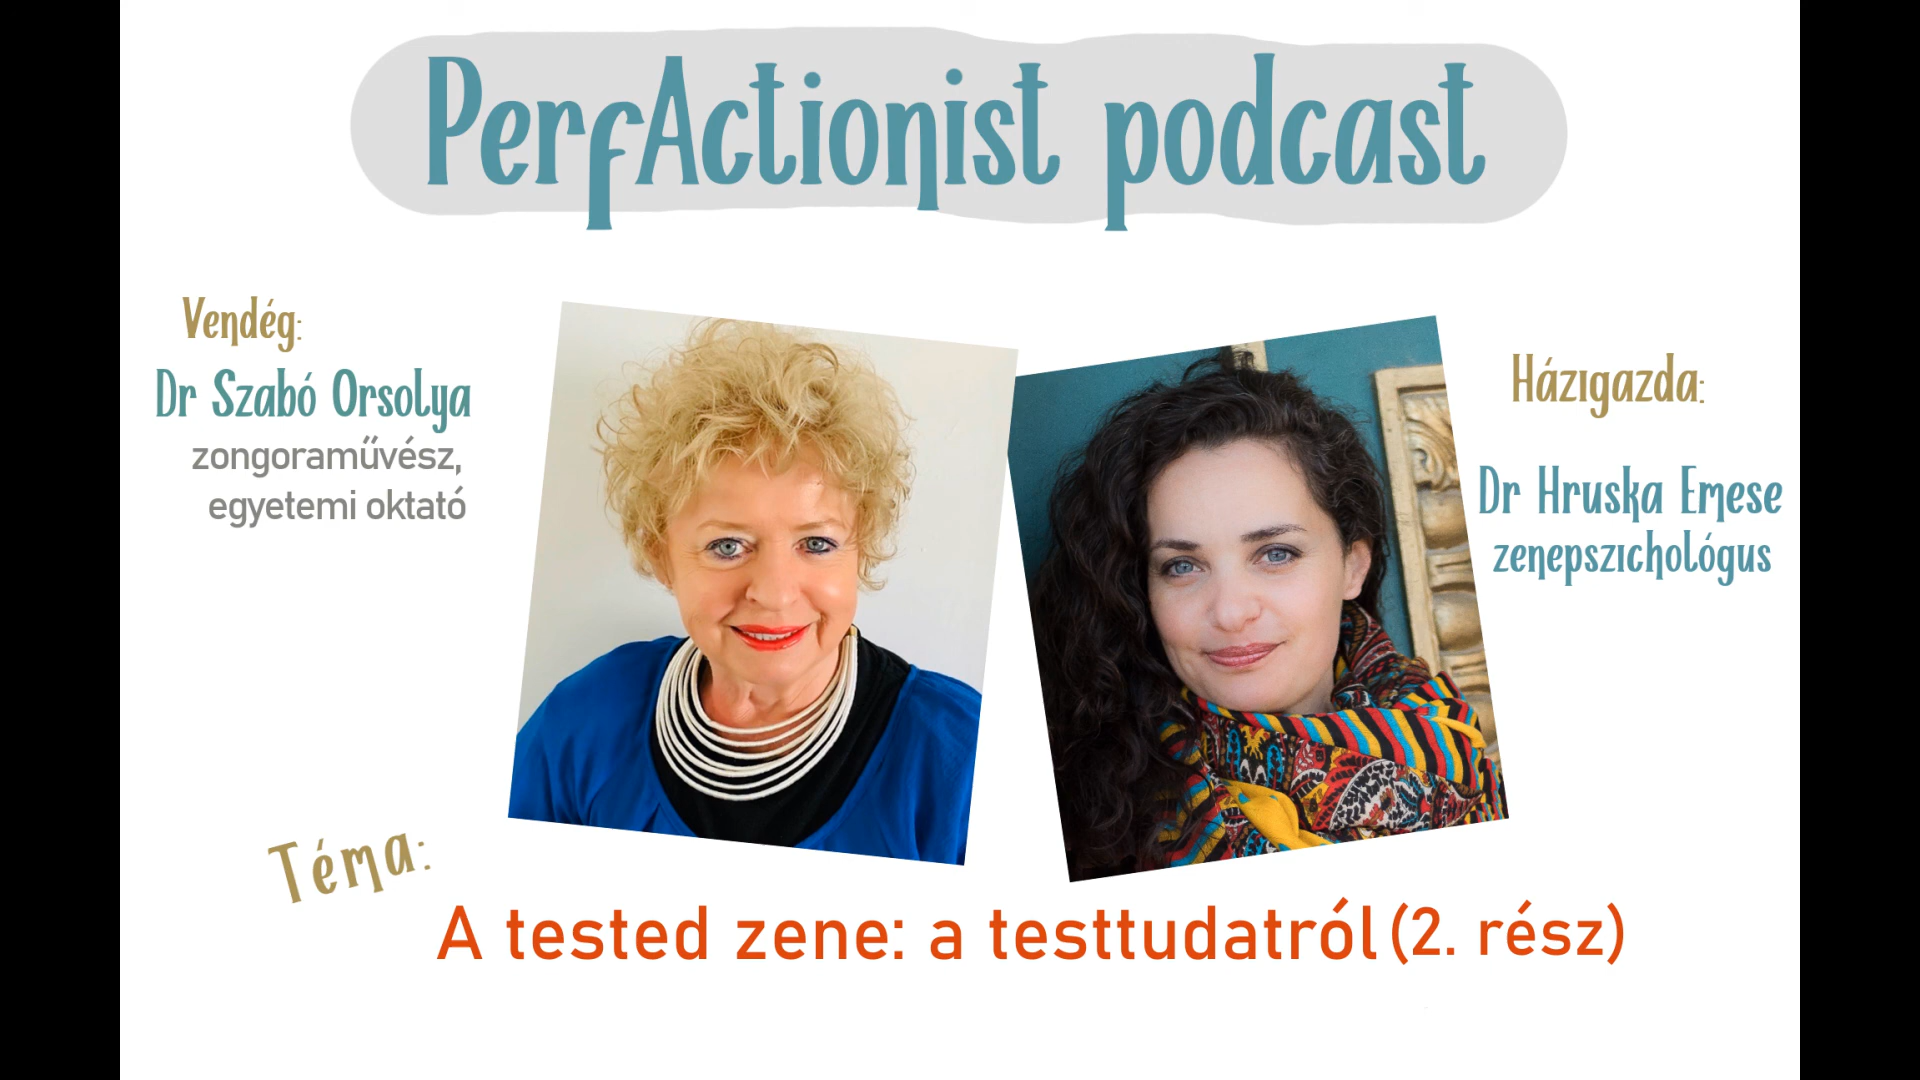 PerfActionist podcast
Vendég:
Dr Szabó Orsolya
zongoraművész,
egyetemi oktató
Házigazda:
Dr Hruska Emese
zenepszichológus
Téma:
A tested zene: a testtudatról (2. rész)